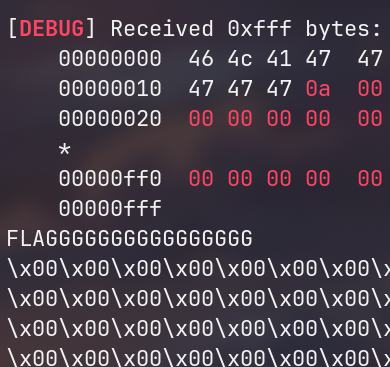 [DEBUG] Received 0xfff bytes:
00000000 46 4c 41 47 47
00000010 47 47 47 0a 00
00000020 00 00 00 00 00
*
00000ff0 00 00 00 00 00
00000fff
FLAGGGGGGGGGGGGGGGG
\x00\x00\x00\x00\x00\x00\x00\x
\x00\x00\x00\x00\x00\x00\x00\x
\x00\x00\x00\x00\x00\x00\x00\x
\x00\x00\x00\x00\x00\x00\x00\x